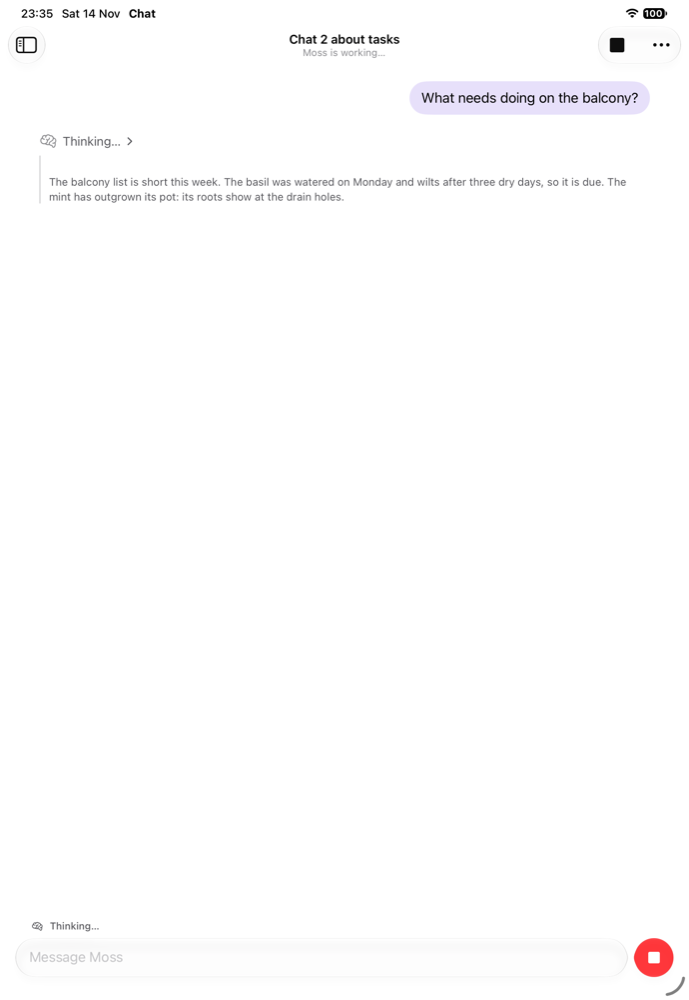 23:35 Sat 14 Nov Chat
100
Chat 2 about tasks
Moss is working...
What needs doing on the balcony?
Thinking...
The balcony list is short this week. The basil was watered on Monday and wilts after three dry days, so it is due. The
mint has outgrown its pot: its roots show at the drain holes.
Thinking...
Message Moss